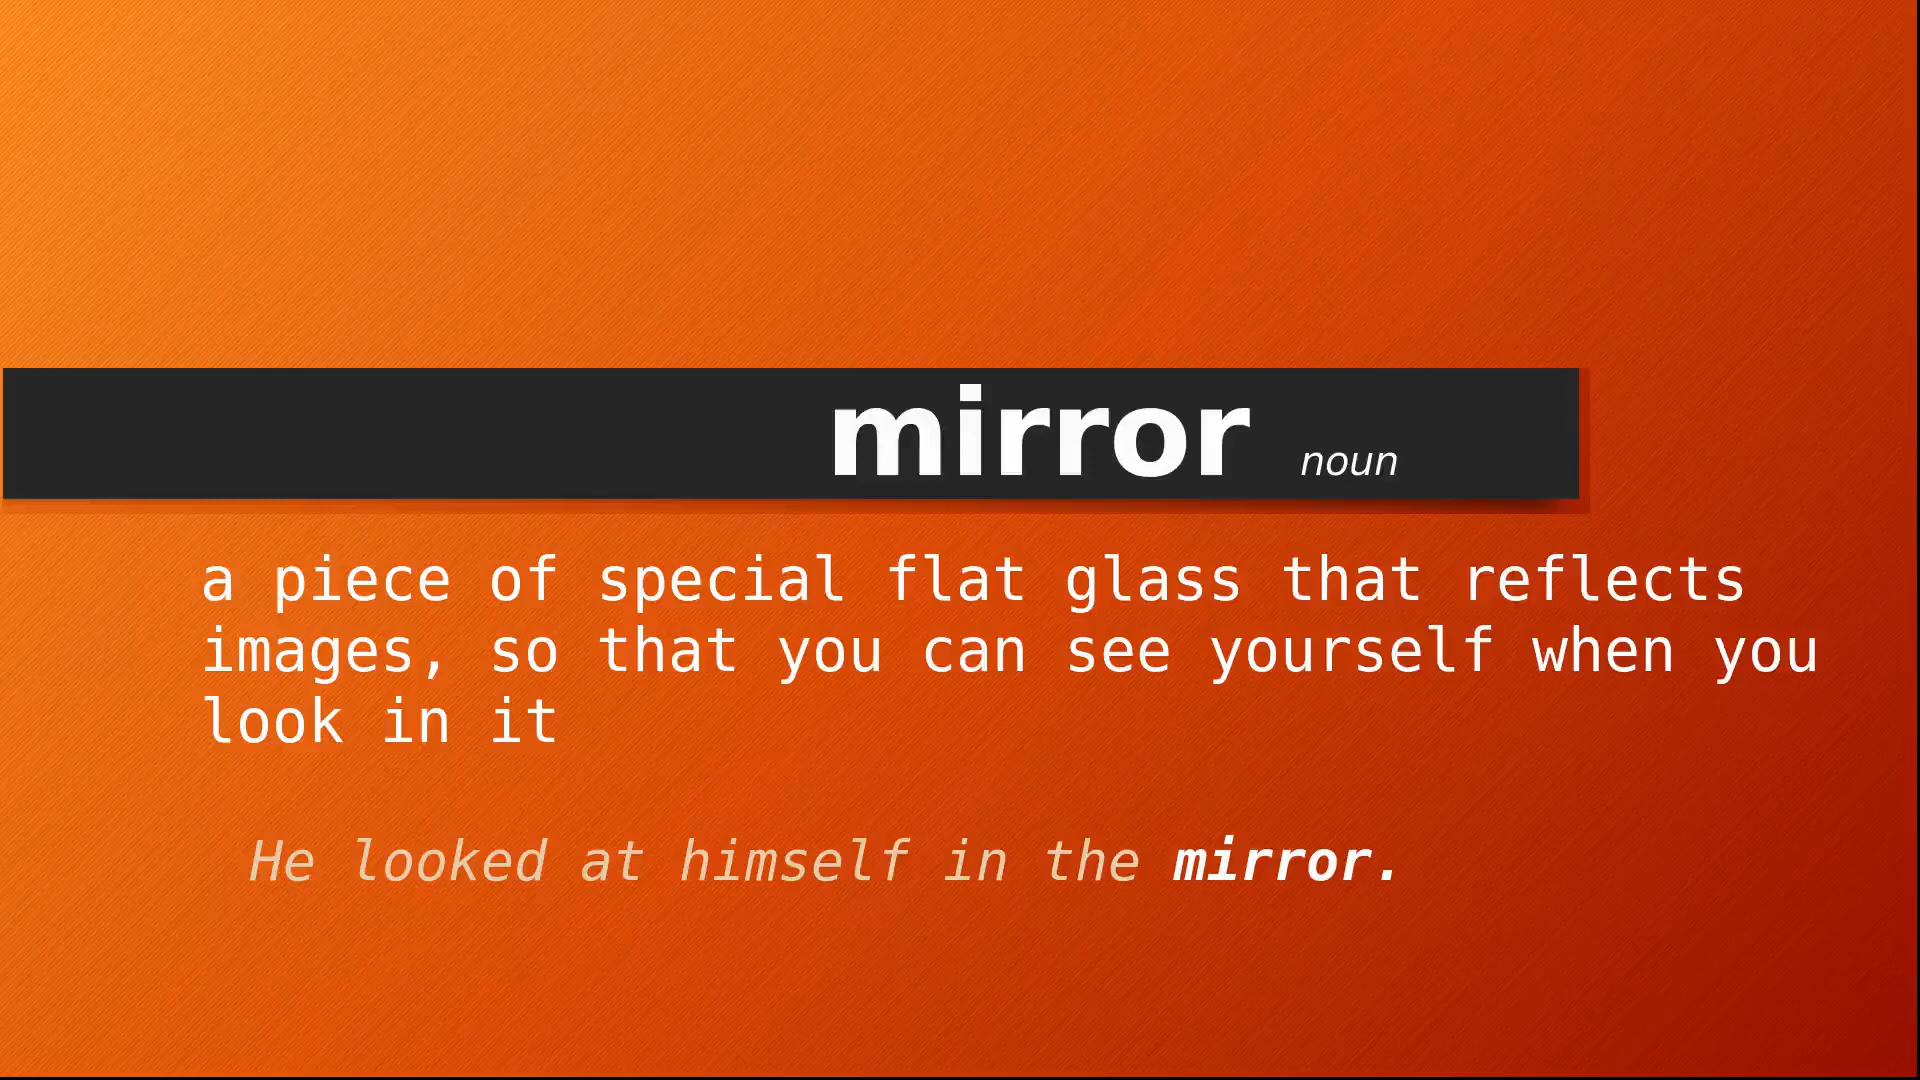 mirror noun
a piece of special flat glass that reflects
images, so that you can see yourself when you
look in it
He looked at himself in the mirror.